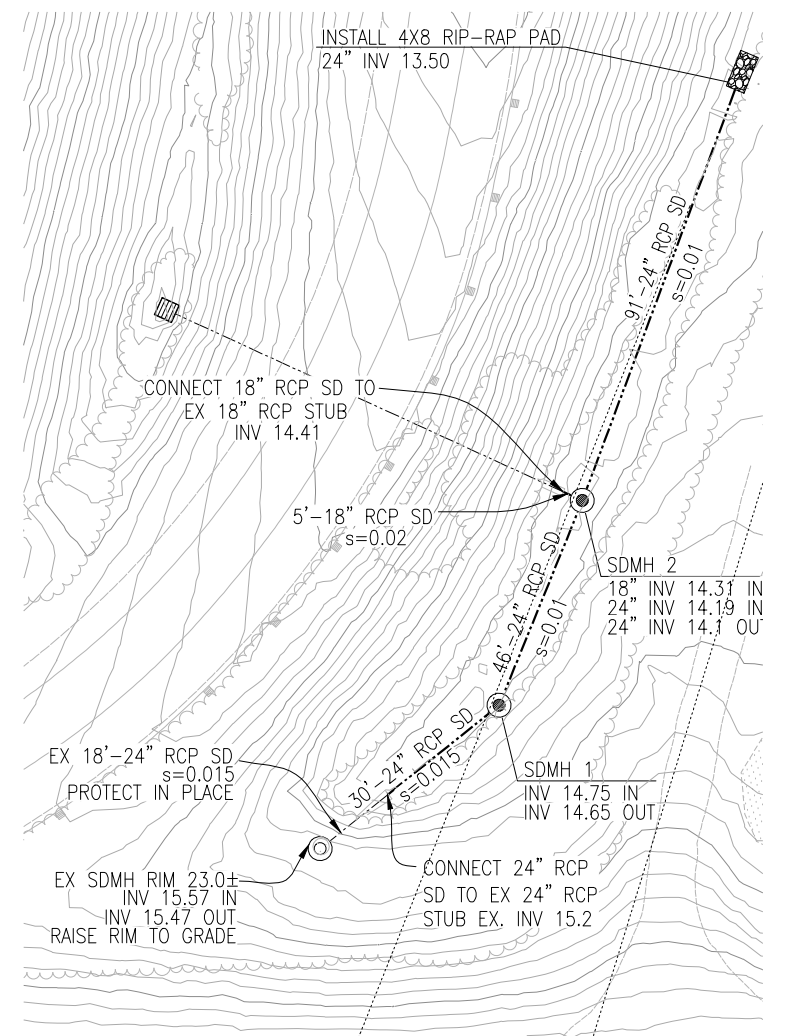 INSTALL 4X8 RIP-RAP PAD
24" INV 13.50
91'-24" RCP SD
s=0.01
CONNECT 18" RCP SD TO
EX 18" RCP STUB
INV 14.41
5'-18" RCP SD
s=0.02
SDMH 2
18" INV 14.31 IN
24" INV 14.19 IN
24" INV 14.1 OUT
46'-24" RCP SD
s=0.01
EX 18'-24" RCP SD
s=0.015
PROTECT IN PLACE
30'-24" RCP SD
s=0.015
SDMH 1
INV 14.75 IN
INV 14.65 OUT
EX SDMH RIM 23.0±
INV 15.57 IN
INV 15.47 OUT
RAISE RIM TO GRADE
CONNECT 24" RCP
SD TO EX 24" RCP
STUB EX. INV 15.2